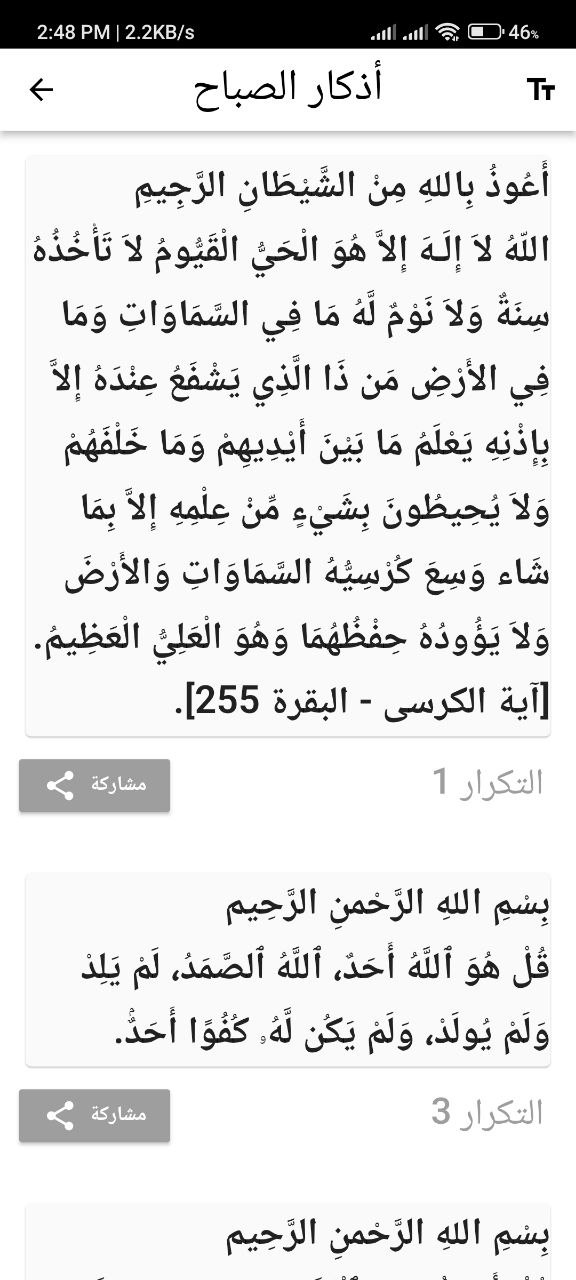 2:48 PM | 2.2KB/s 46%
أذكار الصباح
أَعُوذُ بِاللهِ مِنْ الشَّيْطَانِ الرَّجِيمِ
اللّهُ لاَ إِلَـهَ إِلاَّ هُوَ الْحَيُّ الْقَيُّومُ لاَ تَأْخُذُهُ
سِنَةٌ وَلاَ نَوْمٌ لَّهُ مَا فِي السَّمَاوَاتِ وَمَا
فِي الأَرْضِ مَن ذَا الَّذِي يَشْفَعُ عِنْدَهُ إِلاَّ
بِإِذْنِهِ يَعْلَمُ مَا بَيْنَ أَيْدِيهِمْ وَمَا خَلْفَهُمْ
وَلاَ يُحِيطُونَ بِشَيْءٍ مِّنْ عِلْمِهِ إِلاَّ بِمَا
شَاء وَسِعَ كُرْسِيُّهُ السَّمَاوَاتِ وَالأَرْضَ
وَلاَ يَؤُودُهُ حِفْظُهُمَا وَهُوَ الْعَلِيُّ الْعَظِيمُ.
[آية الكرسى - البقرة 255].
التكرار 1
مشاركة
بِسْمِ اللهِ الرَّحْمنِ الرَّحِيم
قُلْ هُوَ ٱللَّهُ أَحَدٌ، ٱللَّهُ ٱلصَّمَدُ، لَمْ يَلِدْ
وَلَمْ يُولَدْ، وَلَمْ يَكُن لَّهُۥ كُفُوًا أَحَدٌۢ.
التكرار 3
مشاركة
بِسْمِ اللهِ الرَّحْمنِ الرَّحِيم